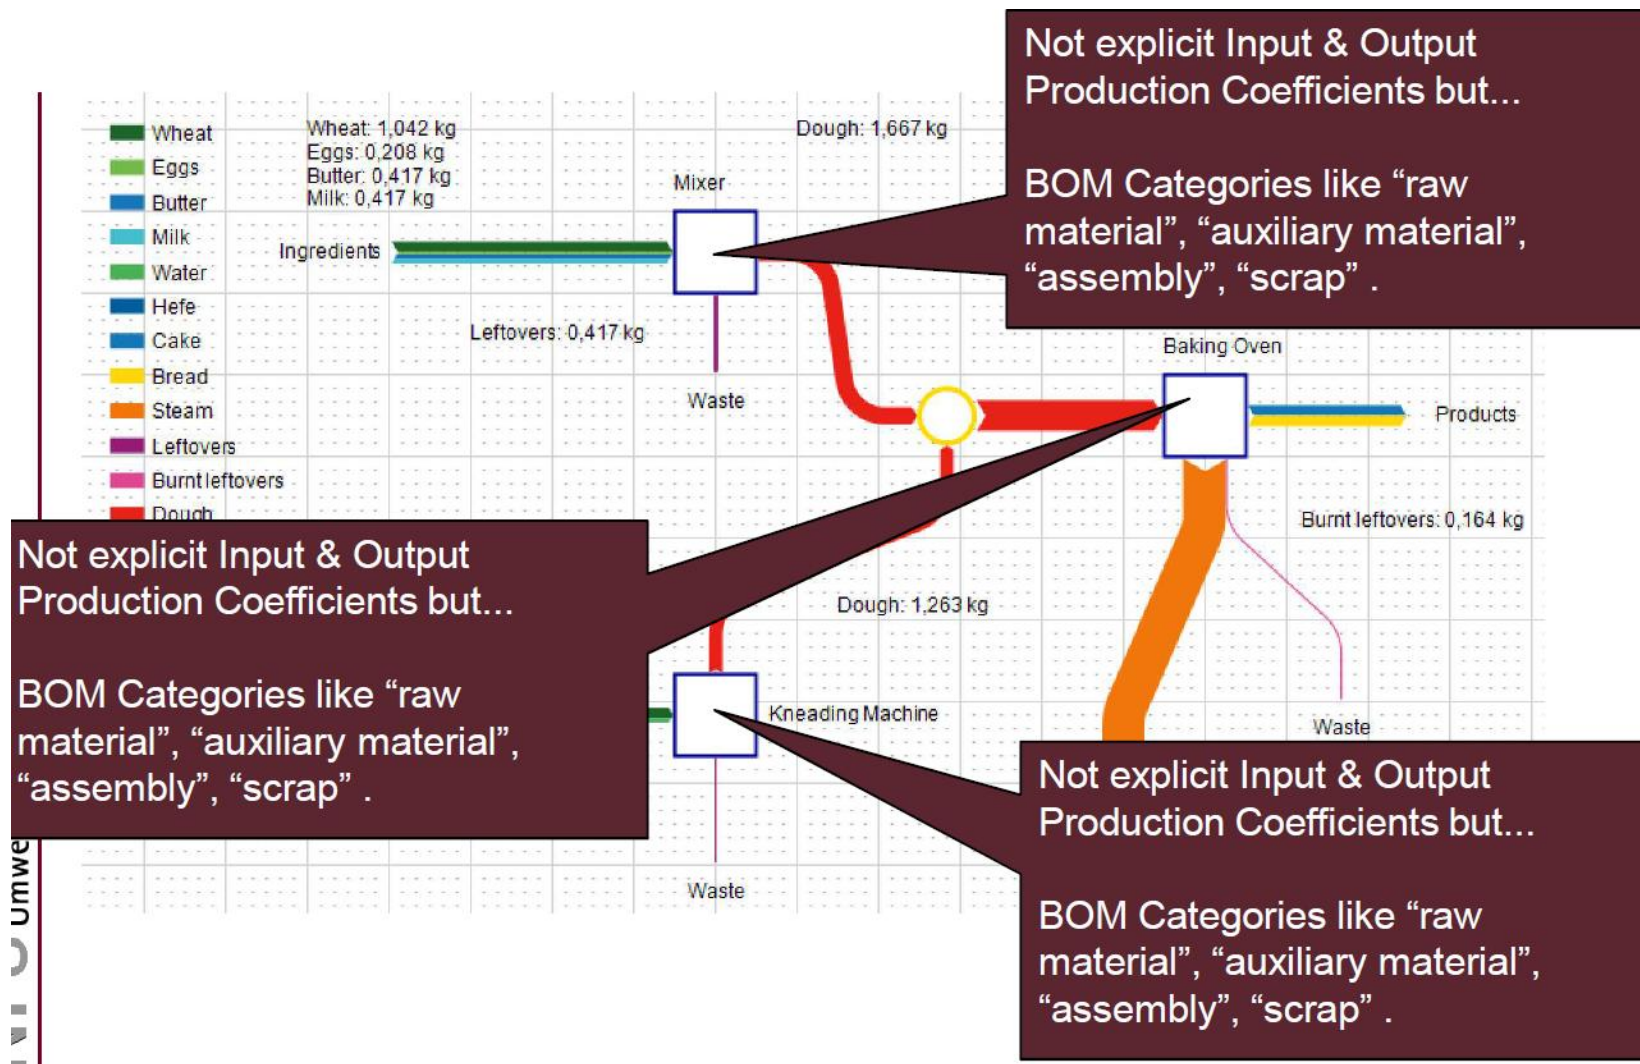 Not explicit Input & Output
Production Coefficients but...
BOM Categories like “raw
material”, “auxiliary material”,
“assembly”, “scrap” .
Wheat
Eggs
Butter
Milk
Water
Hefe
Cake
Bread
Steam
Leftovers
Burnt leftovers
Dough
Wheat: 1,042 kg
Eggs: 0,208 kg
Butter: 0,417 kg
Milk: 0,417 kg
Ingredients
Mixer
Dough: 1,667 kg
Leftovers: 0,417 kg
Waste
Baking Oven
Products
Burnt leftovers: 0,164 kg
Waste
Not explicit Input & Output
Production Coefficients but...
BOM Categories like “raw
material”, “auxiliary material”,
“assembly”, “scrap” .
Dough: 1,263 kg
Kneading Machine
Waste
Not explicit Input & Output
Production Coefficients but...
BOM Categories like “raw
material”, “auxiliary material”,
“assembly”, “scrap” .
Umwe